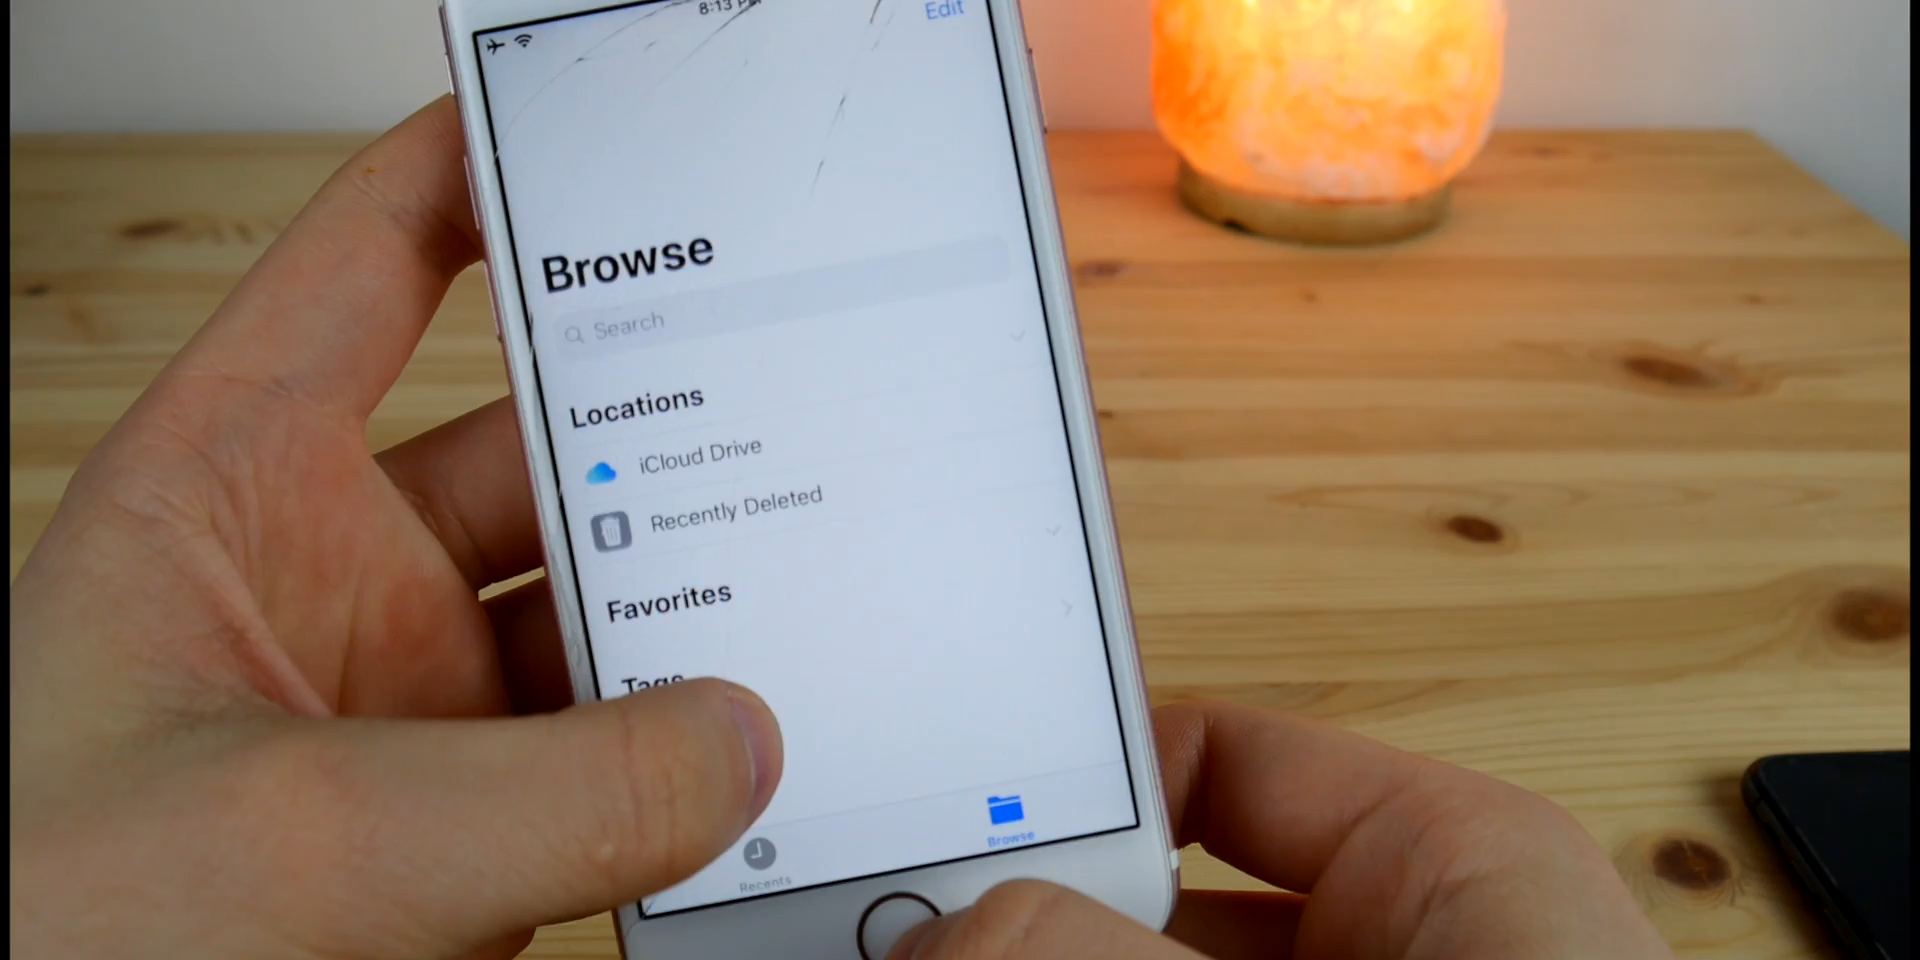 8:13 PM
Edit
Browse
Search
Locations
iCloud Drive
Recently Deleted
Favorites
Tags
Recents
Browse